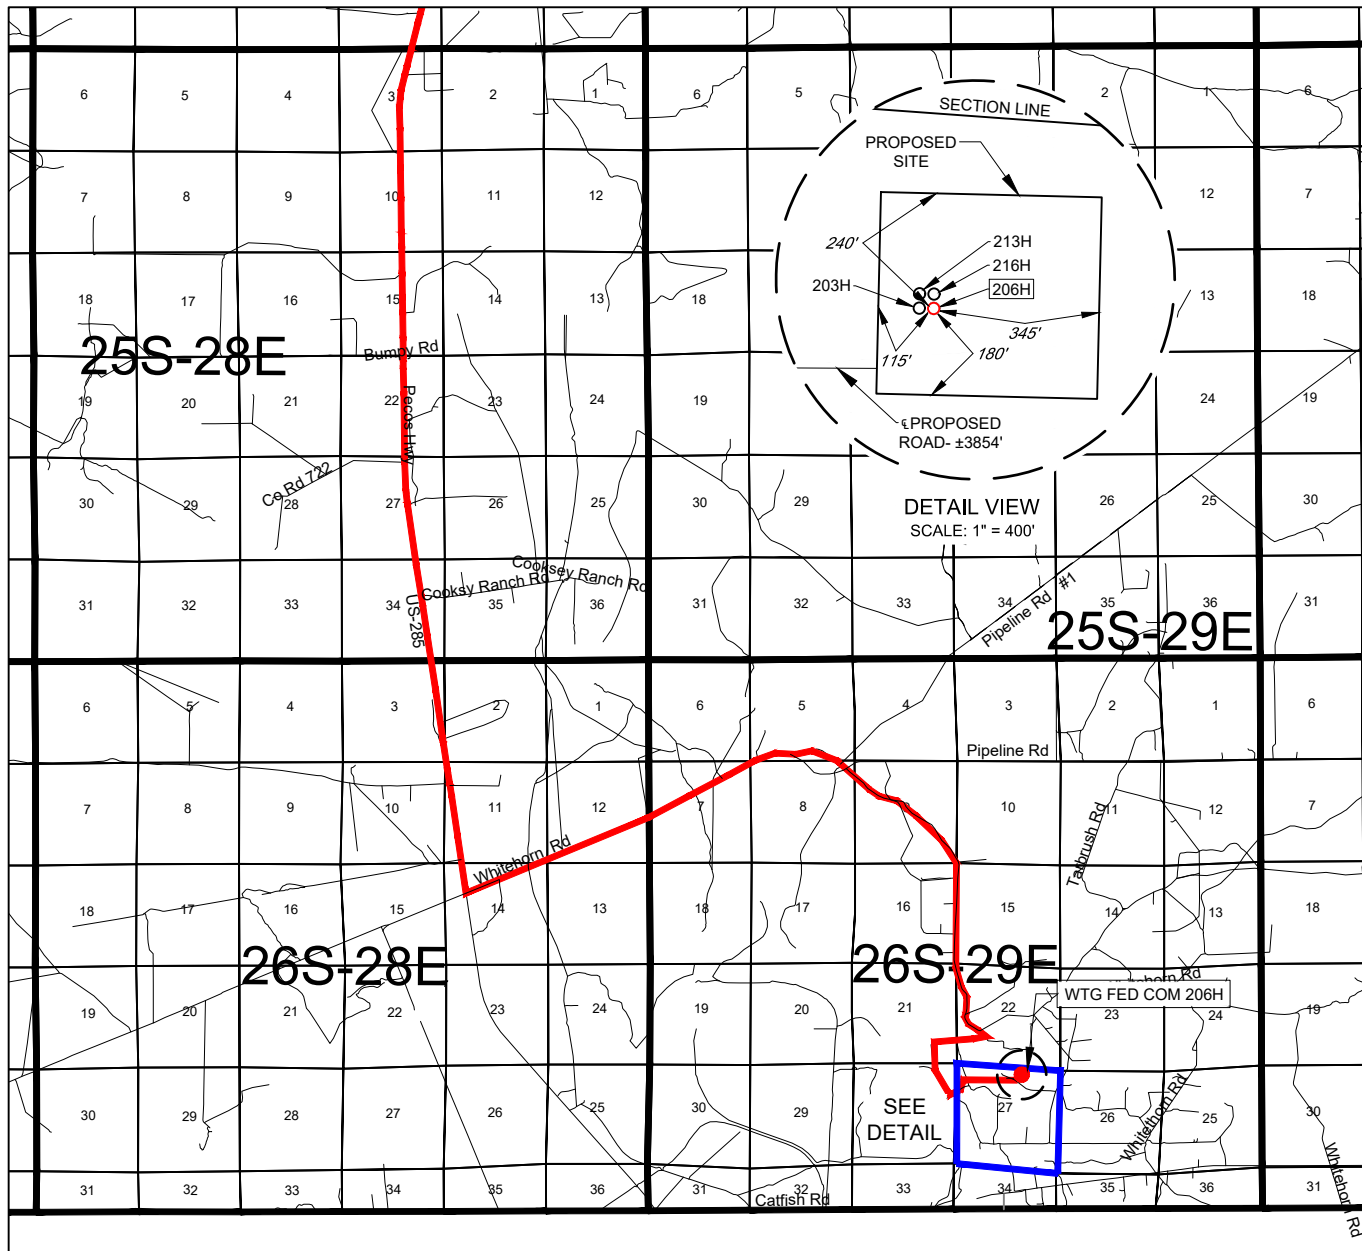 6 5 4 3 2 1 6 5 2 1 6
SECTION LINE
PROPOSED
SITE
7 8 9 10 11 12 12 7
240'
213H
216H
203H
206H
345'
115'
180'
18 17 16 15 14 13 18 13 18
25S-28E
Bumpy Rd
Pecos Hwy
19 20 21 22 23 24 19 24 19
℄PROPOSED
ROAD- ±3854'
Co Rd 722
30 29 28 27 26 25 30 29 26 25 30
DETAIL VIEW
SCALE: 1" = 400'
Cooksy Ranch Rd
Cooksey Ranch Rd
US-285
31 32 33 34 35 36 31 32 33 34 35 36 31
Pipeline Rd #1
25S-29E
6 5 4 3 2 1 6 5 4 3 2 1 6
Pipeline Rd
7 8 9 10 11 12 7 8 10 11 12 7
Whitehorn Rd
Tarbrush Rd
18 17 16 15 14 13 18 17 16 15 14 13 18
26S-28E
26S-29E
Whitehorn Rd
WTG FED COM 206H
19 20 21 22 23 24 19 20 21 22 23 24 19
30 29 28 27 26 25 30 29 27 26 25 30
SEE
DETAIL
Whitethorn Rd
Whitehorn Rd
31 32 33 34 35 36 31 32 33 34 35 36 31
Catfish Rd